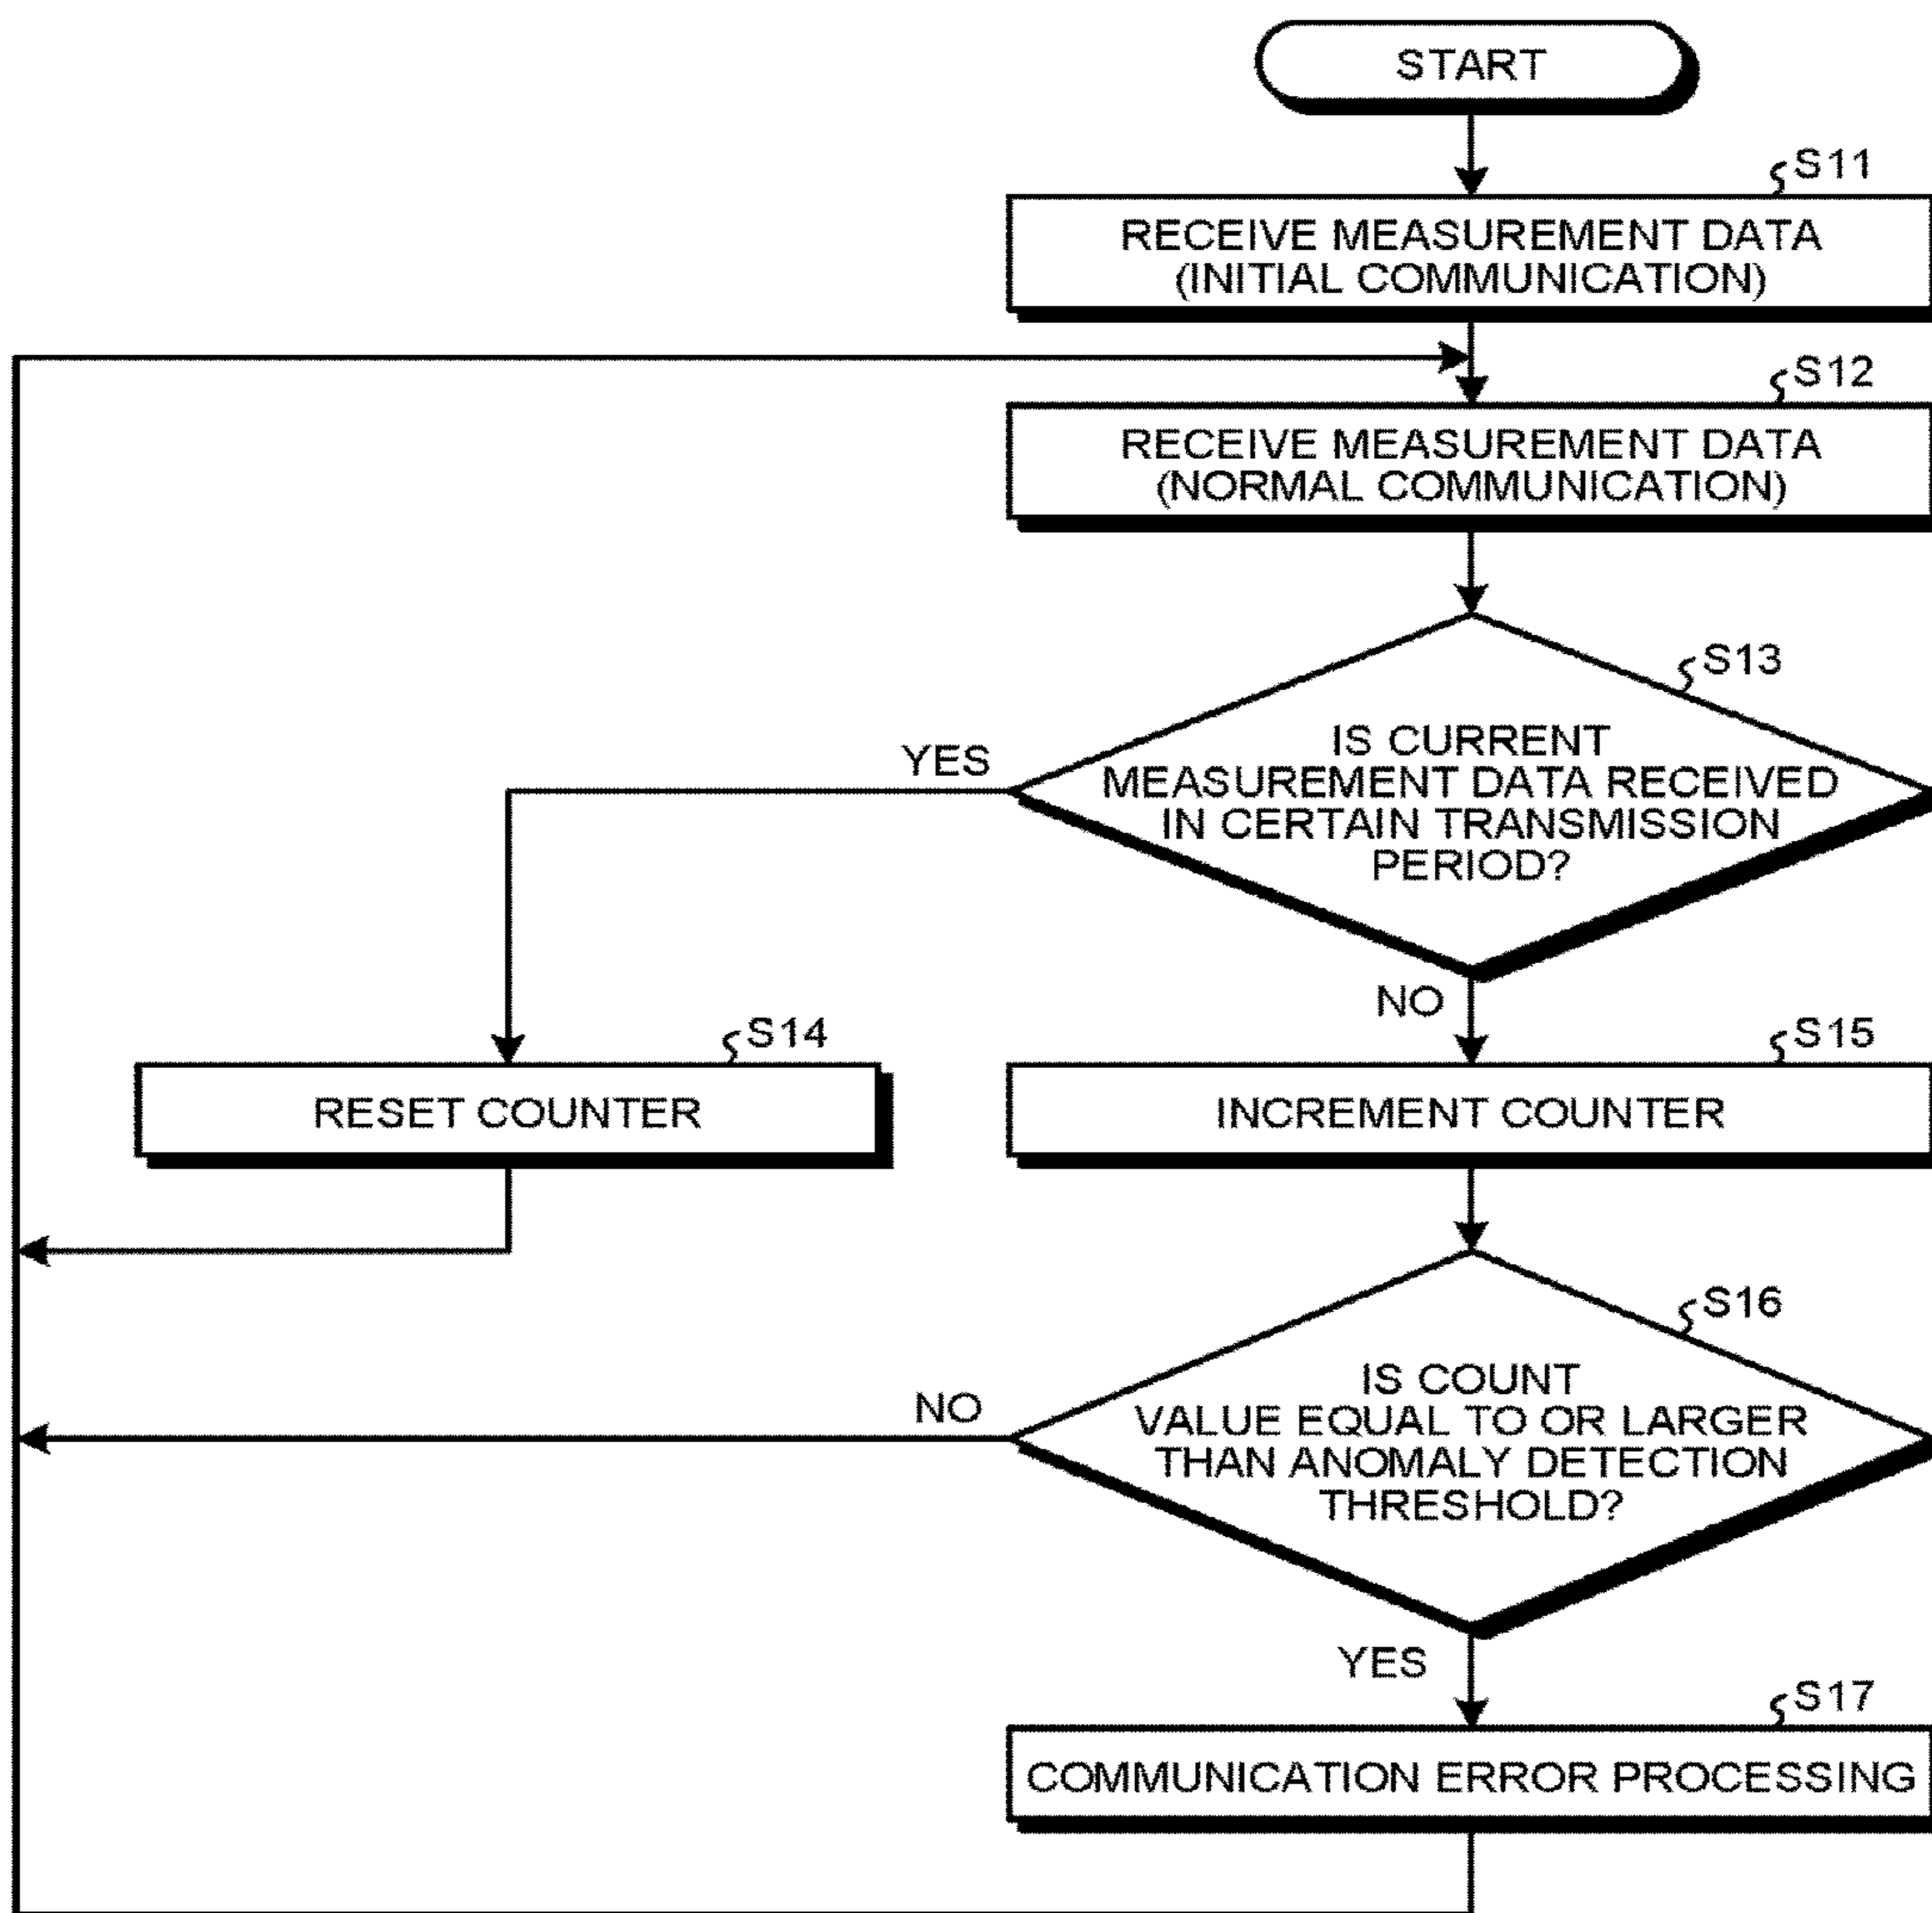 START
S11
RECEIVE MEASUREMENT DATA
(INITIAL COMMUNICATION)
S12
RECEIVE MEASUREMENT DATA
(NORMAL COMMUNICATION)
S13
IS CURRENT
MEASUREMENT DATA RECEIVED
IN CERTAIN TRANSMISSION
PERIOD?
YES
NO
S14
RESET COUNTER
S15
INCREMENT COUNTER
S16
IS COUNT
VALUE EQUAL TO OR LARGER
THAN ANOMALY DETECTION
THRESHOLD?
NO
YES
S17
COMMUNICATION ERROR PROCESSING